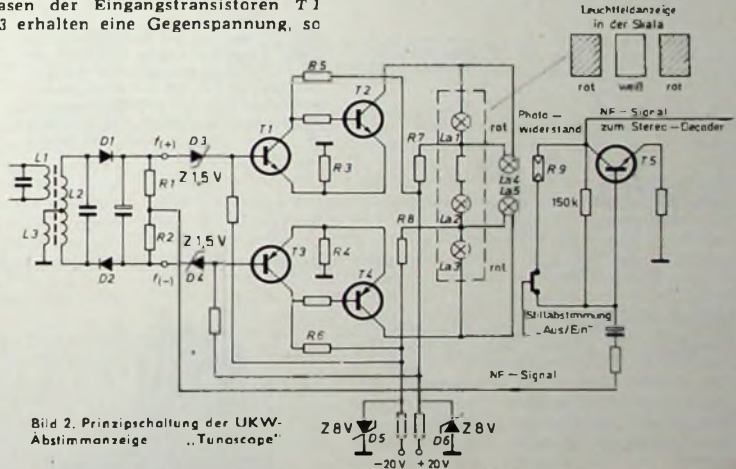 asen der Eingangstransistoren T1
3 erhalten eine Gegenspannung, so
Leuchtfeldanzeige
in der Skala
rot weiß rot
Photo –
widerstand
NF – Signal
zum Stereo – Decoder
L1
L2
L3
D1
D2
f(+)
f(–)
R1
R2
D3
Z 1,5 V
Z 1,5 V
D4
R5
T1
T2
R3
T3
R4
T4
R6
R7
R8
La1
rot
La2
La3
rot
La4
La5
R9
150k
T5
Stillabstimmung
„Aus/Ein"
NF – Signal
Z 8 V
D5
D6
Z 8 V
–20 V +20 V
Bild 2. Prinzipschaltung der UKW-
Abstimmanzeige „Tunoscope"